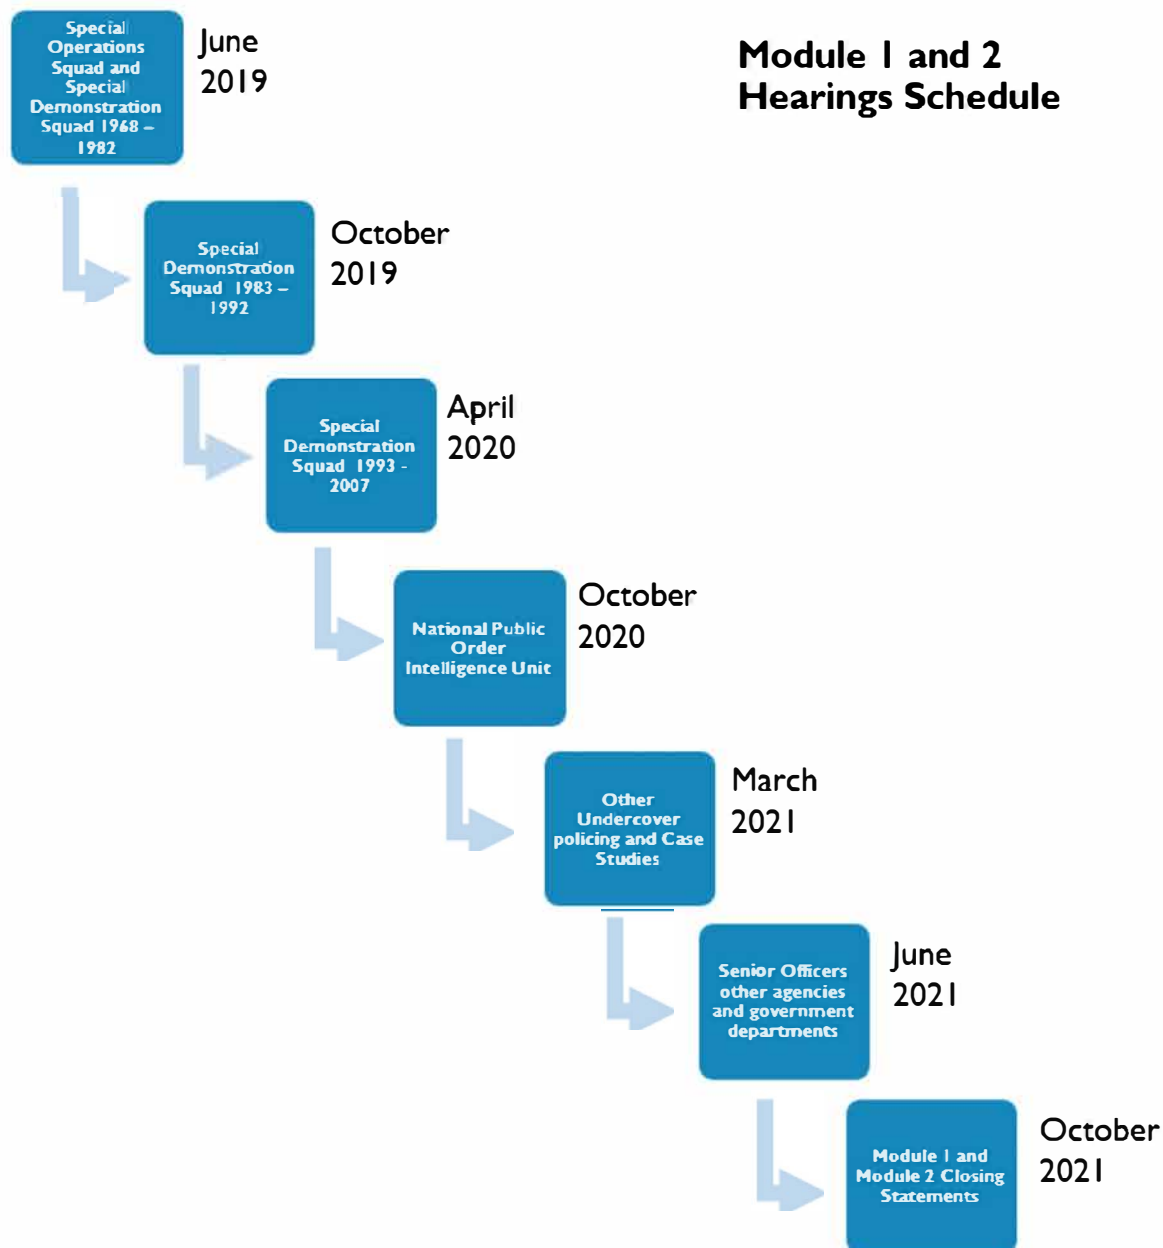 Module 1 and 2
Hearings Schedule
Special
Operations
Squad and
Special
Demonstration
Squad 1968 –
1982
June
2019
Special
Demonstration
Squad 1983 –
1992
October
2019
Special
Demonstration
Squad 1993 -
2007
April
2020
National Public
Order
Intelligence Unit
October
2020
Other
Undercover
policing and Case
Studies
March
2021
Senior Officers
other agencies
and government
departments
June
2021
Module 1 and
Module 2 Closing
Statements
October
2021